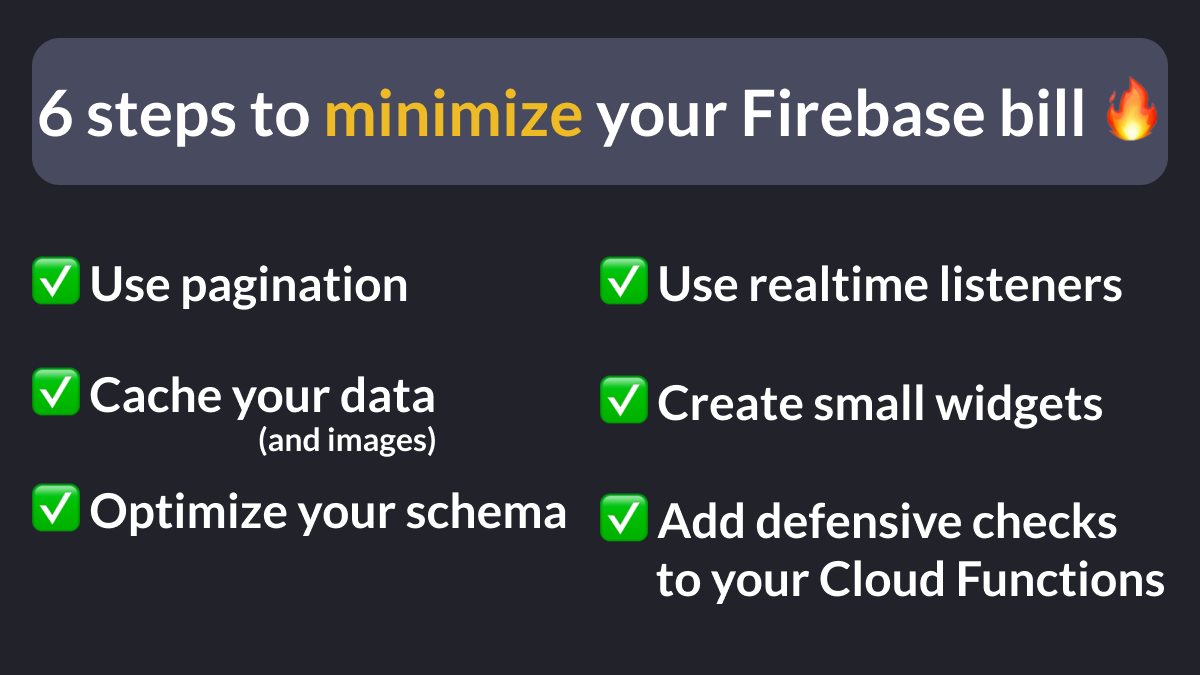 6 steps to minimize your Firebase bill 🔥
✅ Use pagination
✅ Cache your data
(and images)
✅ Optimize your schema
✅ Use realtime listeners
✅ Create small widgets
✅ Add defensive checks
to your Cloud Functions